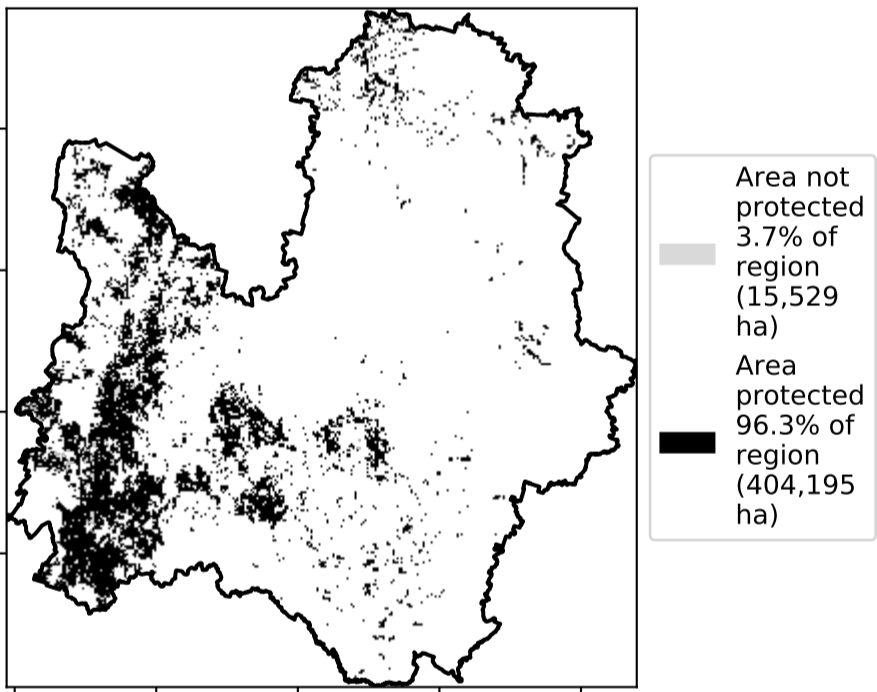 Area not
protected
3.7% of
region
(15,529
ha)
Area
protected
96.3% of
region
(404,195
ha)